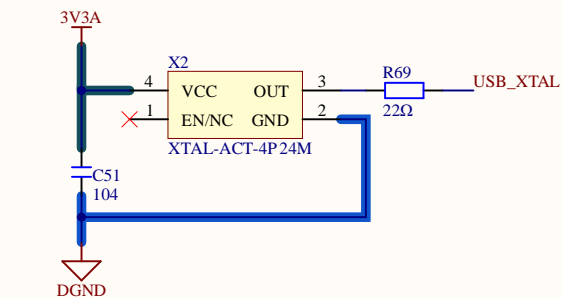 3V3A
X2
4 VCC OUT 3
R69
USB_XTAL
22Ω
1 EN/NC GND 2
XTAL-ACT-4P 24M
C51
104
DGND